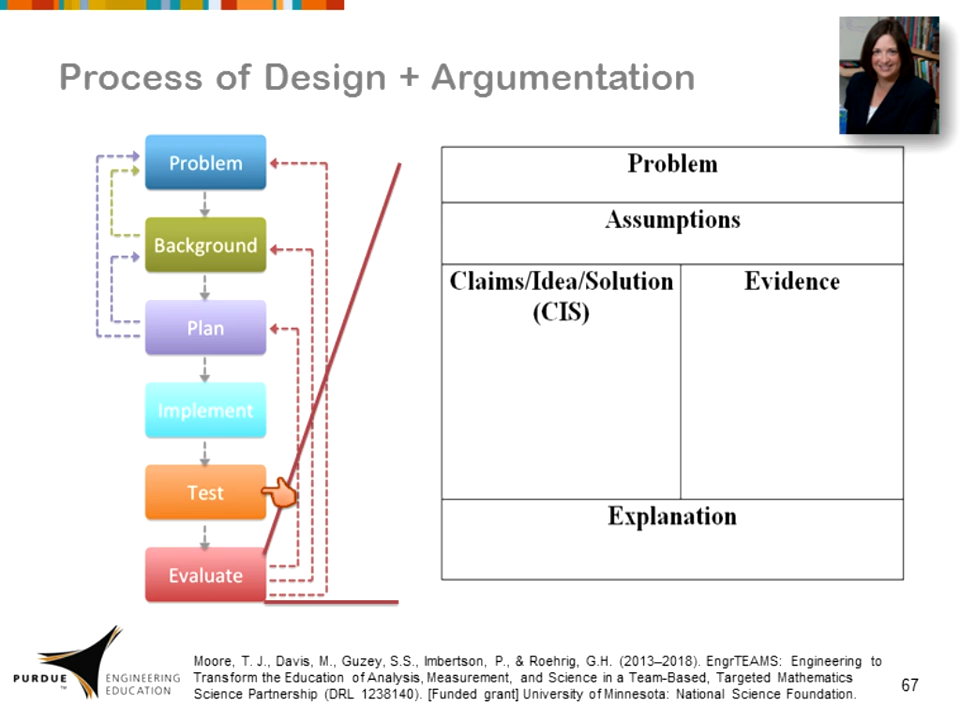 Process of Design + Argumentation
Problem
Background
Plan
Implement
Test
Evaluate
Problem
Assumptions
Claims/Idea/Solution
(CIS)
Evidence
Explanation
PURDUE
TM
ENGINEERING
EDUCATION
Moore, T. J., Davis, M., Guzey, S.S., Imbertson, P., & Roehrig, G.H. (2013–2018). EngrTEAMS: Engineering to
Transform the Education of Analysis, Measurement, and Science in a Team-Based, Targeted Mathematics
Science Partnership (DRL 1238140). [Funded grant] University of Minnesota: National Science Foundation.
67